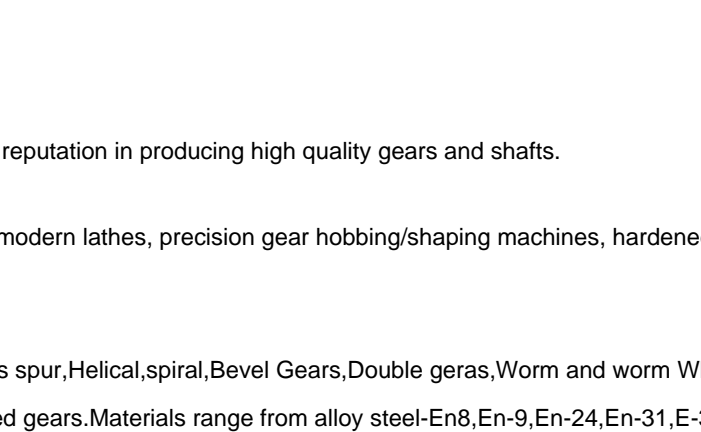 reputation in producing high quality gears and shafts.
modern lathes, precision gear hobbing/shaping machines,
spur,Helical,spiral,Bevel Gears,Double geras,Worm and worm
gears.Materials range from alloy steel-En8,En-9,En-24,En-31,